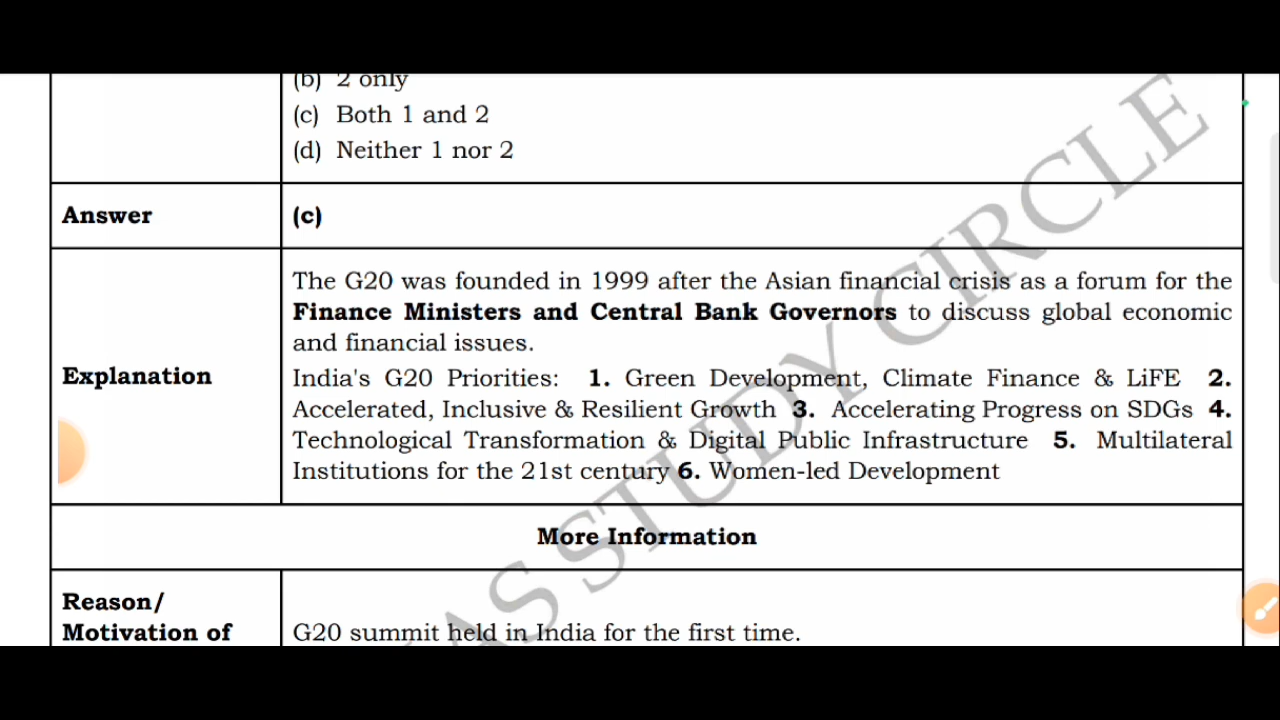 (b) 2 only
(c) Both 1 and 2
(d) Neither 1 nor 2
Answer
(c)
Explanation
The G20 was founded in 1999 after the Asian financial crisis as a forum for the
Finance Ministers and Central Bank Governors to discuss global economic
and financial issues.
India's G20 Priorities: 1. Green Development, Climate Finance & LiFE 2.
Accelerated, Inclusive & Resilient Growth 3. Accelerating Progress on SDGs 4.
Technological Transformation & Digital Public Infrastructure 5. Multilateral
Institutions for the 21st century 6. Women-led Development
More Information
Reason/
Motivation of
G20 summit held in India for the first time.
AS STUDY CIRCLE